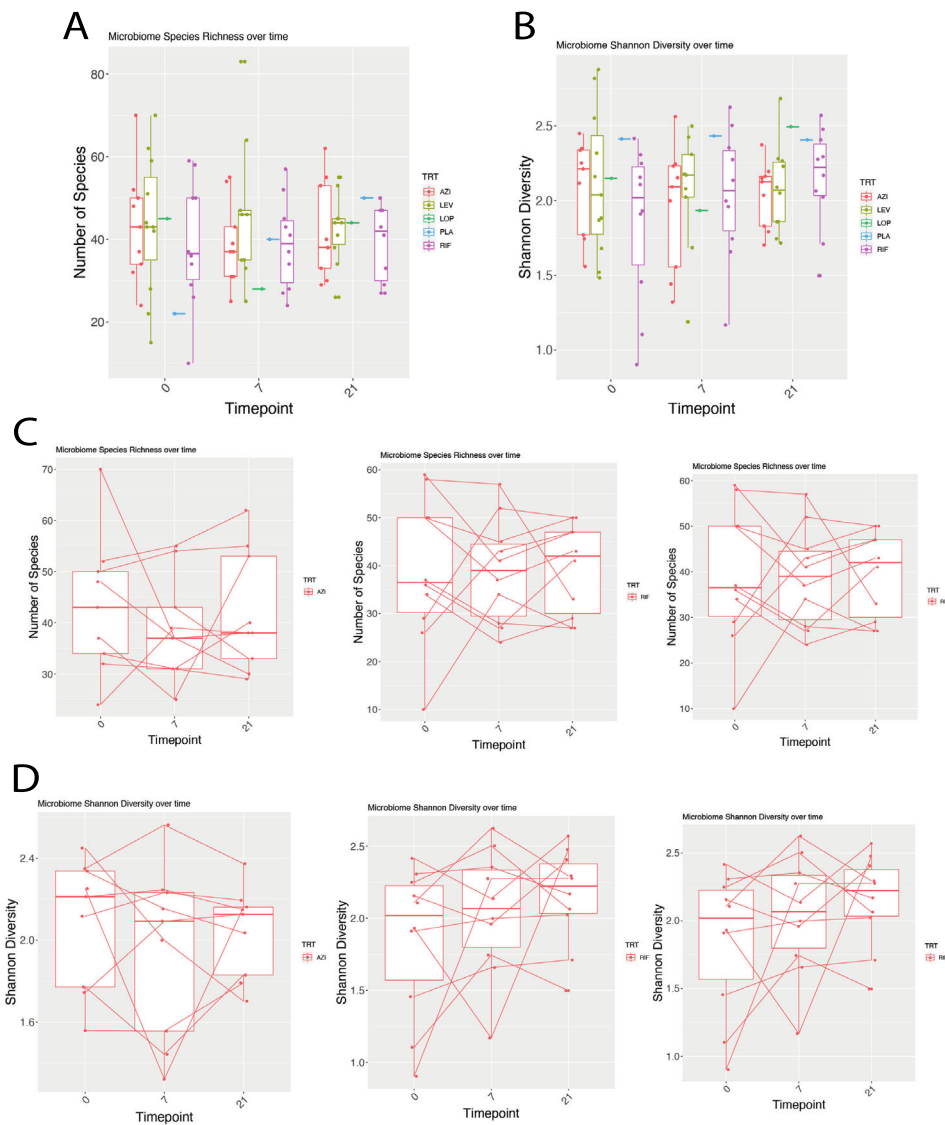 A
Microbiome Species Richness over time
Number of Species
80
60
40
20
0
7
21
Timepoint
TRT
AZI
LEV
LOP
PLA
RIF
B
Microbiome Shannon Diversity over time
Shannon Diversity
2.5
2.0
1.5
1.0
0
7
21
Timepoint
TRT
AZI
LEV
LOP
PLA
RIF
C
Microbiome Species Richness over time
Number of Species
70
60
50
40
30
0
7
21
Timepoint
TRT
AZI
Microbiome Species Richness over time
Number of Species
60
50
40
30
20
10
0
7
21
Timepoint
TRT
RIF
Microbiome Species Richness over time
Number of Species
60
50
40
30
20
10
0
7
21
Timepoint
TRT
RI
D
Microbiome Shannon Diversity over time
Shannon Diversity
2.4
2.0
1.6
0
7
21
Timepoint
TRT
AZI
Microbiome Shannon Diversity over time
Shannon Diversity
2.5
2.0
1.5
1.0
0
7
21
Timepoint
TRT
RIF
Microbiome Shannon Diversity over time
Shannon Diversity
2.5
2.0
1.5
1.0
0
7
21
Timepoint
TRT
RI